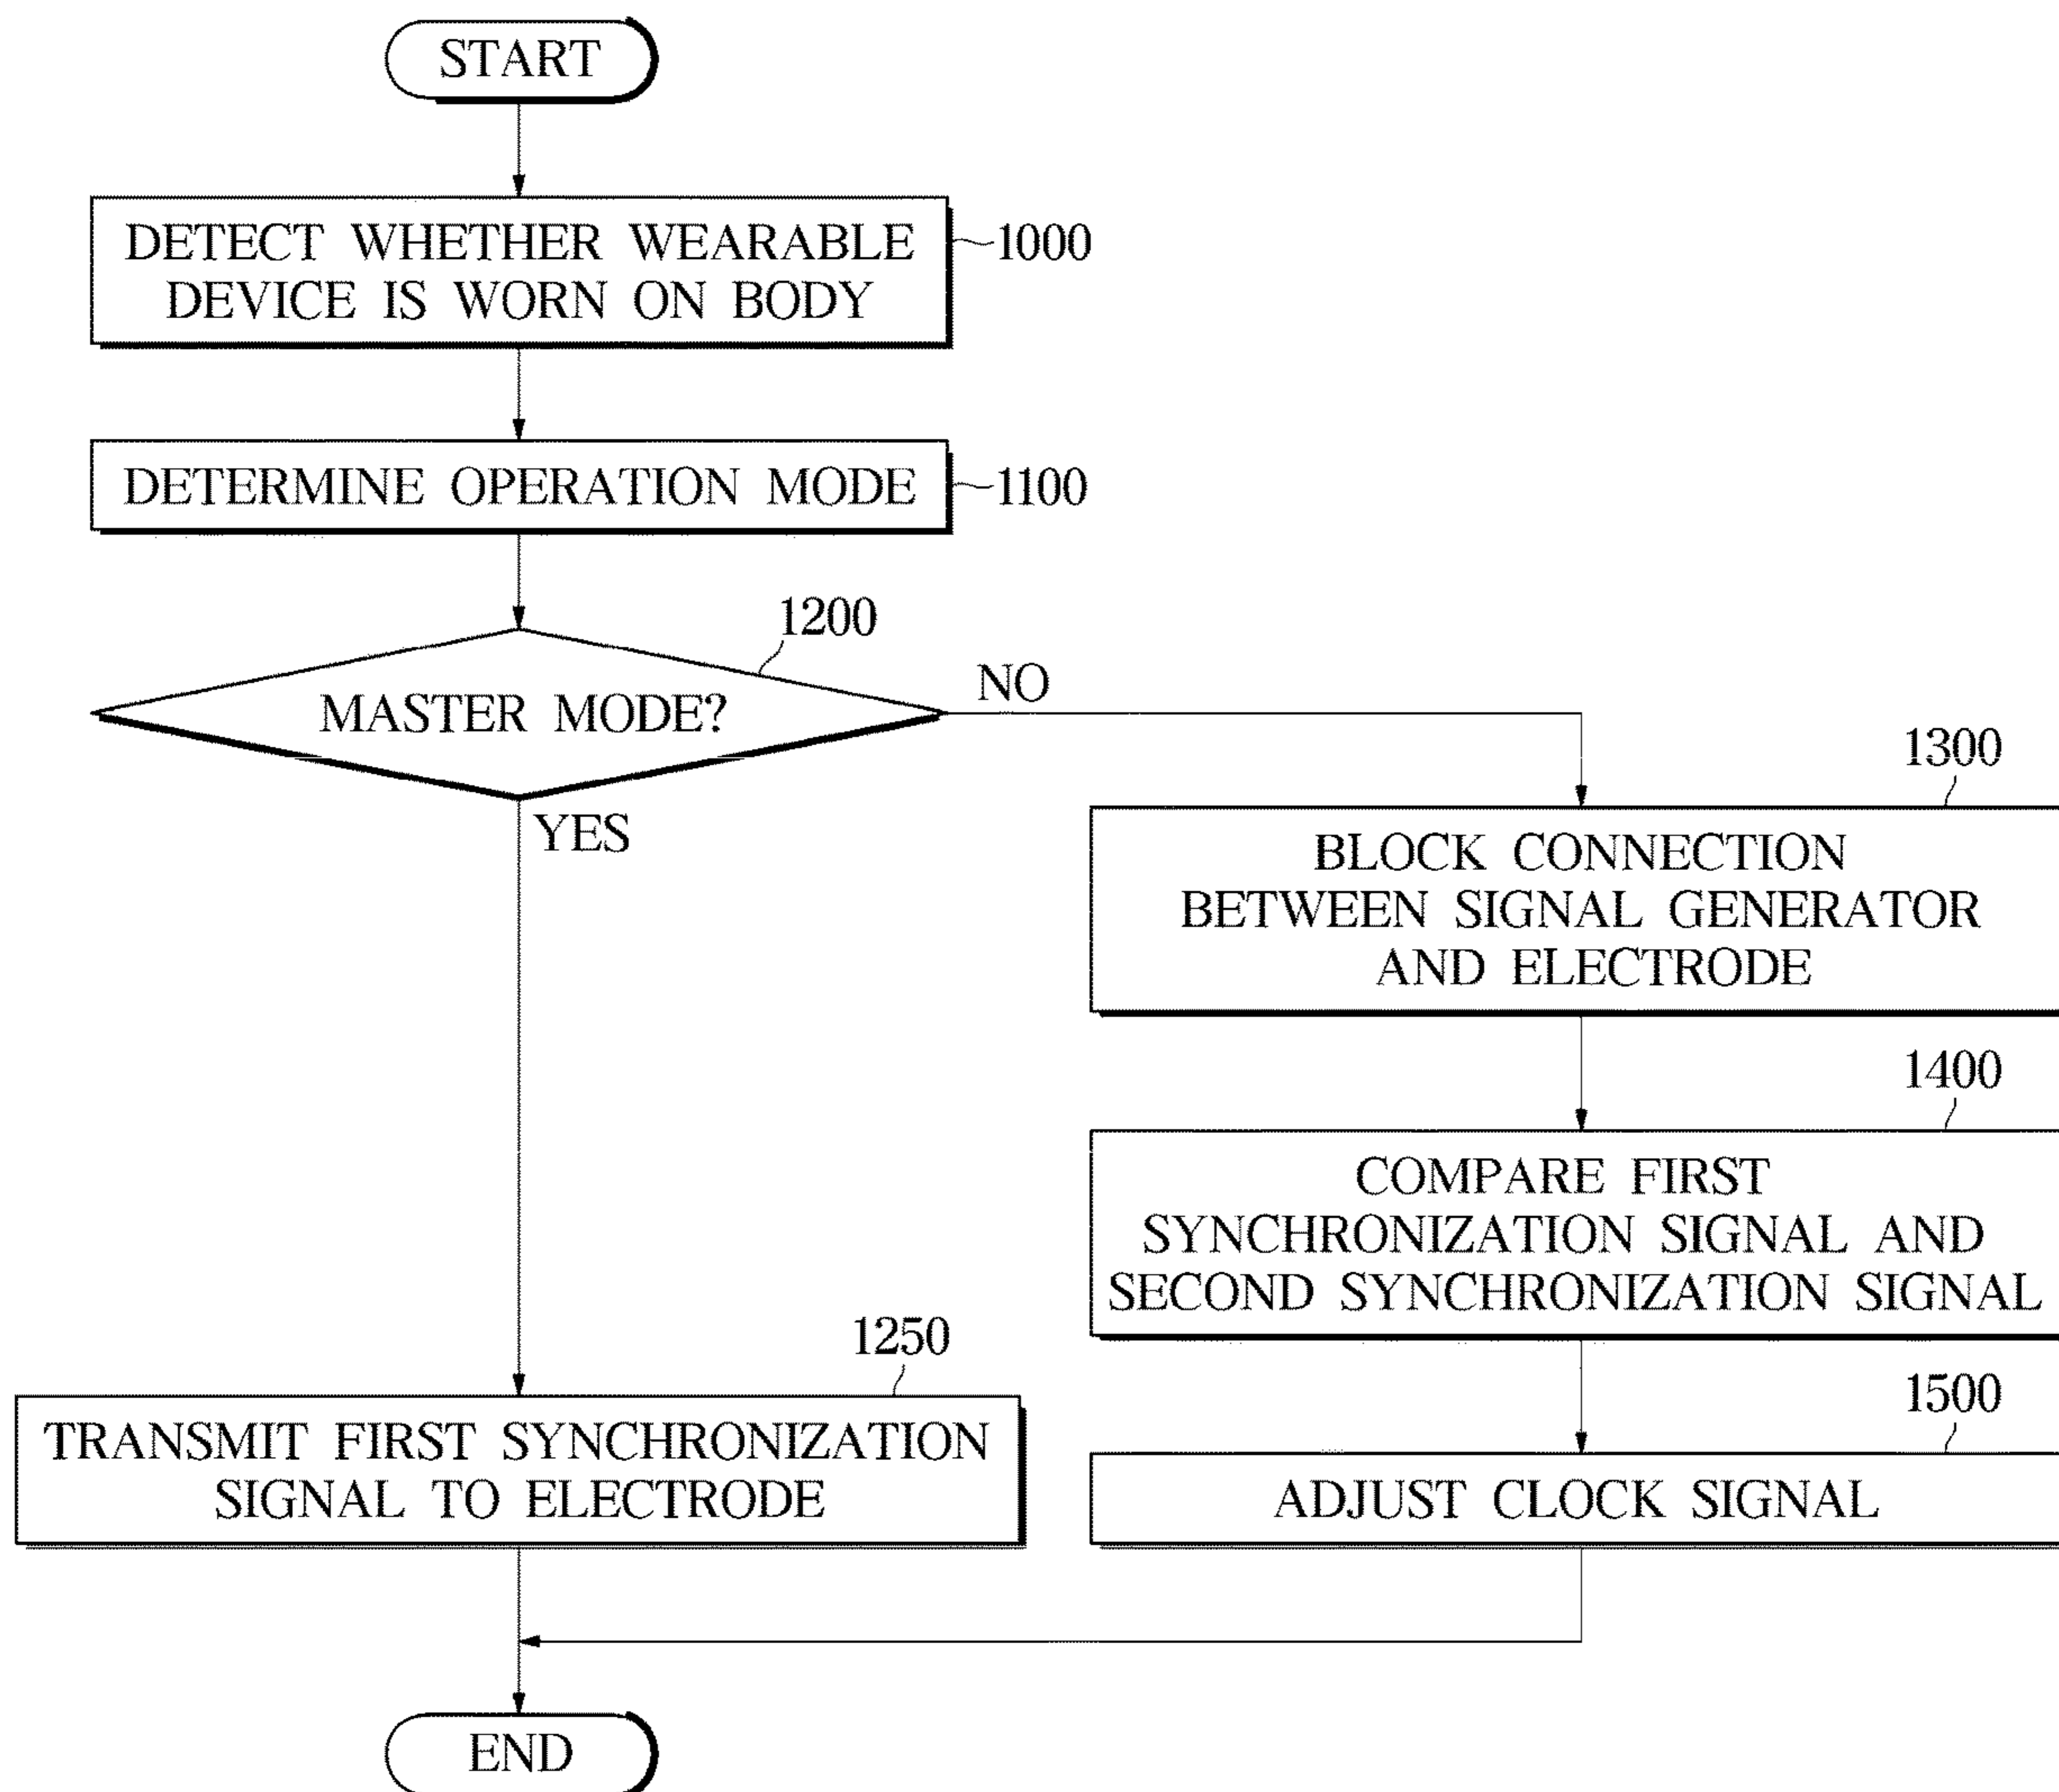 START
DETECT WHETHER WEARABLE
DEVICE IS WORN ON BODY
1000
DETERMINE OPERATION MODE
1100
1200
MASTER MODE?
NO
YES
1300
BLOCK CONNECTION
BETWEEN SIGNAL GENERATOR
AND ELECTRODE
1400
COMPARE FIRST
SYNCHRONIZATION SIGNAL AND
SECOND SYNCHRONIZATION SIGNAL
1250
TRANSMIT FIRST SYNCHRONIZATION
SIGNAL TO ELECTRODE
1500
ADJUST CLOCK SIGNAL
END